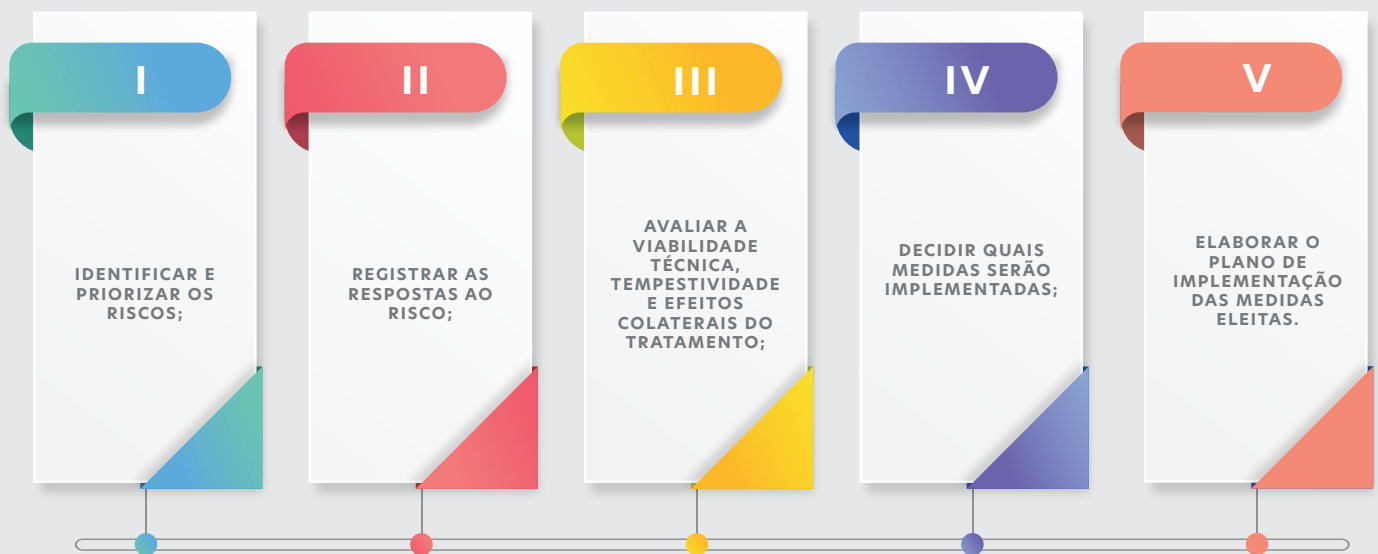 I
IDENTIFICAR E
PRIORIZAR OS
RISCOS;
II
REGISTRAR AS
RESPOSTAS AO
RISCO;
III
AVALIAR A
VIABILIDADE
TÉCNICA,
TEMPESTIVIDADE
E EFEITOS
COLATERAIS DO
TRATAMENTO;
IV
DECIDIR QUAIS
MEDIDAS SERÃO
IMPLEMENTADAS;
V
ELABORAR O
PLANO DE
IMPLEMENTAÇÃO
DAS MEDIDAS
ELEITAS.